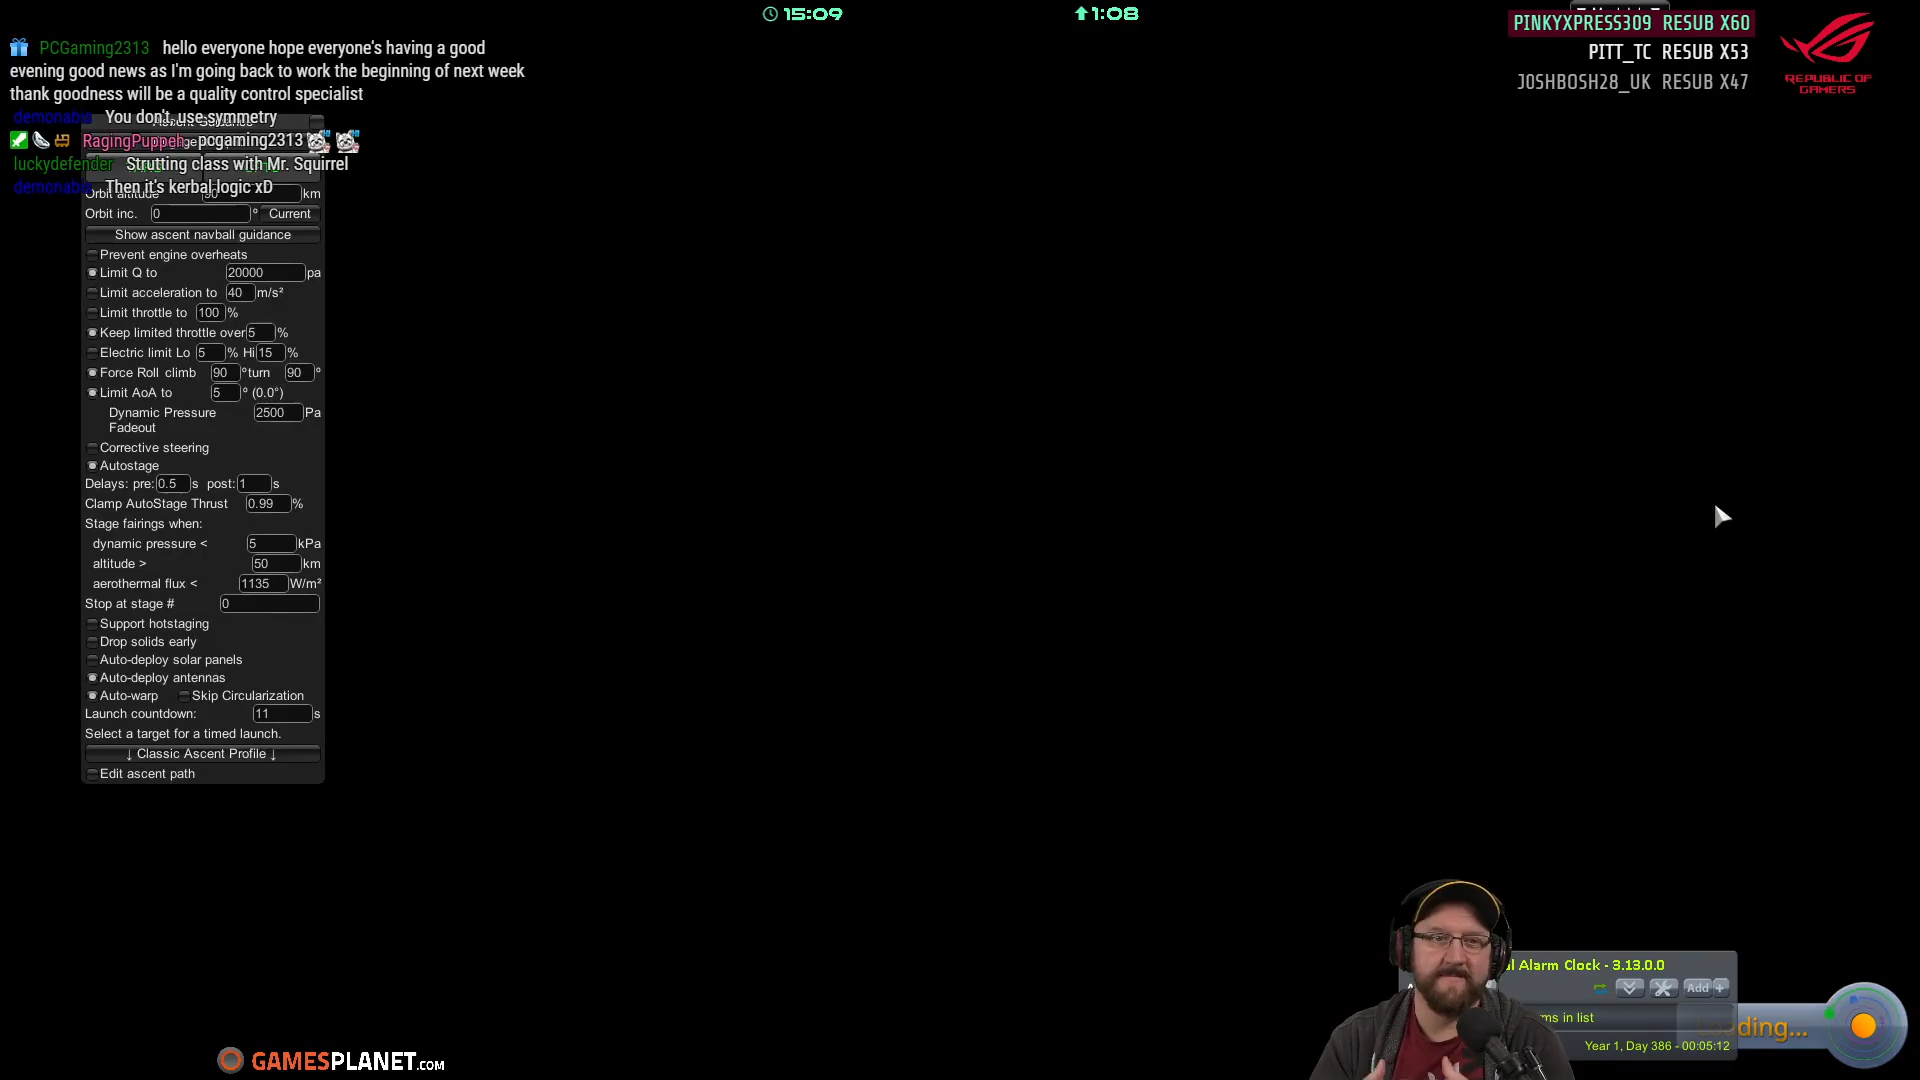 15:09
1:08
PINKYXPRESS309 RESUB X60
PITT_TC RESUB X53
J0SHBOSH28_UK RESUB X47
REPUBLIC OF
GAMERS
PCGaming2313 hello everyone hope everyone's having a good
evening good news as I'm going back to work the beginning of next week
thank goodness will be a quality control specialist
You don't use symmetry
Ascent Guidance
RagingPuppeh pcgaming2313
luckydefender Strutting class with Mr. Squirrel
Then it's kerbal logic xD
Orbit altitude 90 km
Orbit inc. 0 ° Current
Show ascent navball guidance
Prevent engine overheats
Limit Q to 20000 pa
Limit acceleration to 40 m/s²
Limit throttle to 100 %
Keep limited throttle over 5 %
Electric limit Lo 5 % Hi 15 %
Force Roll climb 90 ° turn 90 °
Limit AoA to 5 ° (0.0°)
Dynamic Pressure 2500 Pa
Fadeout
Corrective steering
Autostage
Delays: pre: 0.5 s post: 1 s
Clamp AutoStage Thrust 0.99 %
Stage fairings when:
dynamic pressure < 5 kPa
altitude > 50 km
aerothermal flux < 1135 W/m²
Stop at stage # 0
Support hotstaging
Drop solids early
Auto-deploy solar panels
Auto-deploy antennas
Auto-warp Skip Circularization
Launch countdown: 11 s
Select a target for a timed launch.
↓ Classic Ascent Profile ↓
Edit ascent path
Alarm Clock - 3.13.0.0
Add +
in list
Year 1, Day 386 - 00:05:12
GAMESPLANET.COM